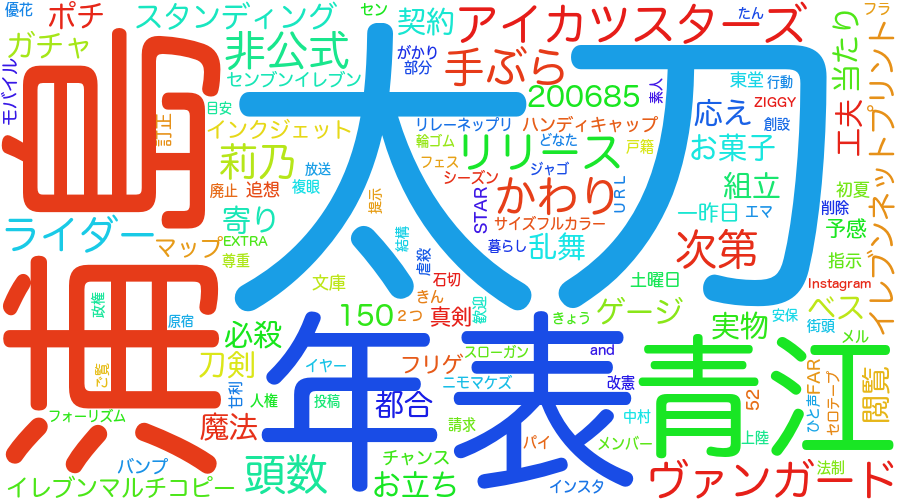 優花
ポチ
スタンディング
セン
契約
アイカツスターズ
たん
フラ
ガチャ
非公式
がかり
部分
手ぶら
素人
東堂
行動
当たり
モバイル
センブンイレブン
目安
200685
ZIGGY
応え
創設
工夫
太刀
訂正
インクジェット
リレーネップリ
ハンディキャップ
輪ゴム
どなた
戸籍
お菓子
莉乃
放送
フェス
リリース
ジャゴ
廃止
追想
複眼
シーズン
かわり
URL
組立
初夏
提示
STAR
一昨日
エマ
削除
ライダー
寄り
サイズフルカラー
予感
マップ
EXTRA
結構
暮らし
乱舞
次第
指示
尊重
虐殺
文庫
石切
土曜日
Instagram
無
政権
きん
歓迎
ゲージ
ベス
イレブンネットプリント
原宿
150
2つ
真剣
きょう
安保
必殺
実物
街頭
メル
年表
青江
ご覧
刀剣
イヤー
フリゲ
スローガン
and
FAR
閲覧
甘利
ニモマケズ
改憲
人権
投稿
都合
52
ひと声
セロテープ
フォーリズム
魔法
請求
中村
パイ
メンバー
上陸
バンプ
頭数
チャンス
法制
イレブンマルチコピー
お立ち
インスタ
ヴァンガード